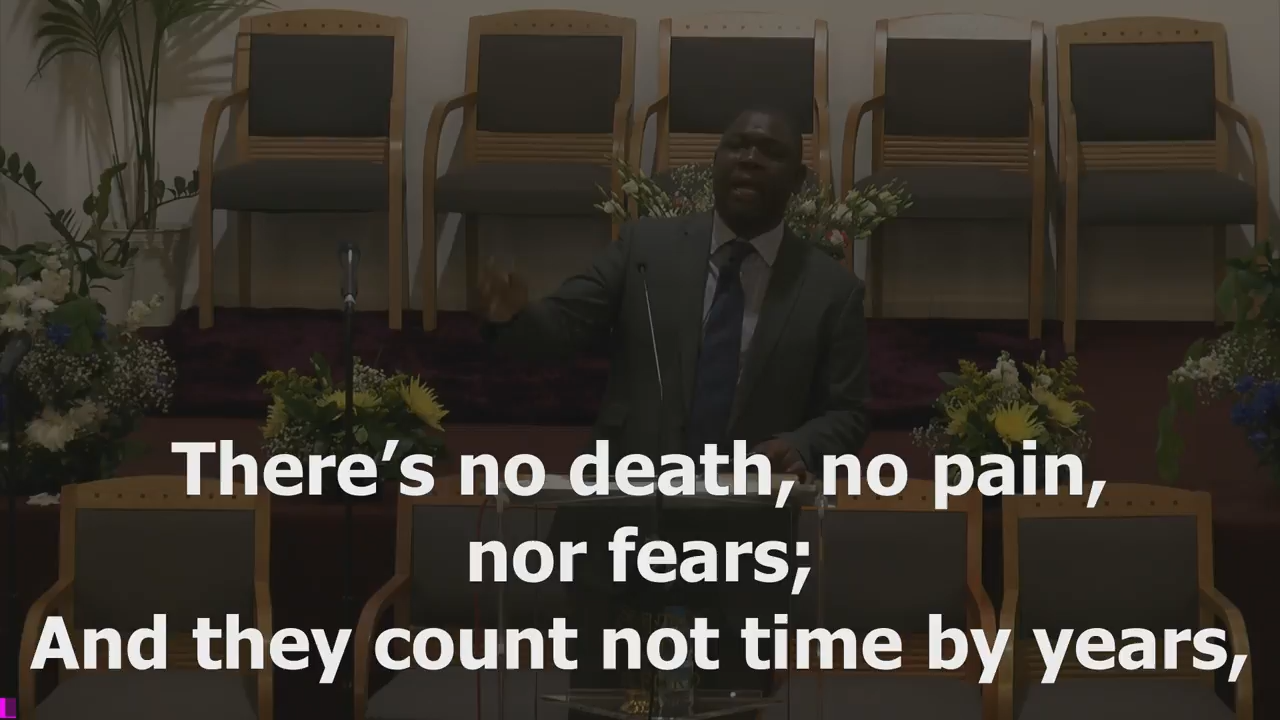 There’s no death, no pain,
nor fears;
And they count not time by years,